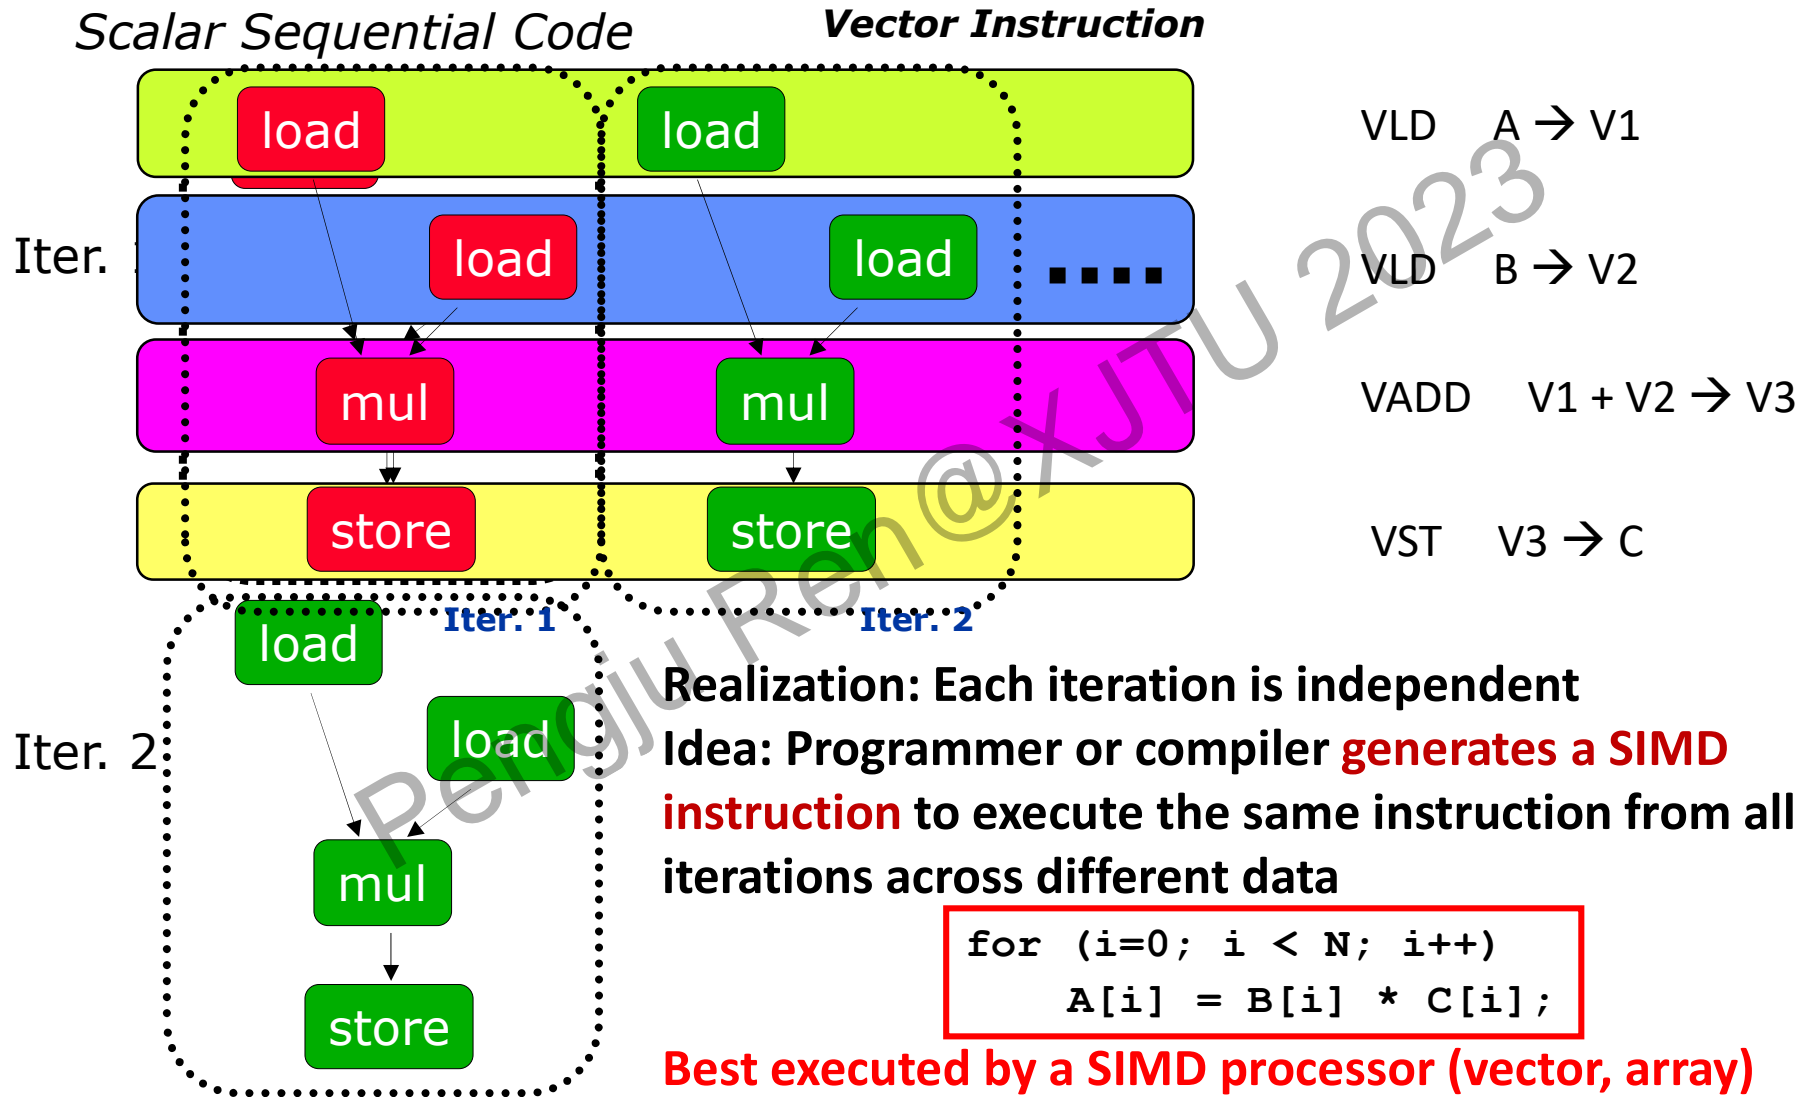 Scalar Sequential Code
Vector Instruction
load
load
VLD A → V1
Iter. 1
load
load
....
VLD B → V2
mul
mul
VADD V1 + V2 → V3
store
store
VST V3 → C
Iter. 1
Iter. 2
load
Iter. 2
load
mul
store
Realization: Each iteration is independent
Idea: Programmer or compiler generates a SIMD
instruction to execute the same instruction from all
iterations across different data
for (i=0; i < N; i++)
A[i] = B[i] * C[i];
Best executed by a SIMD processor (vector, array)
Pengju Ren@XJTU 2023